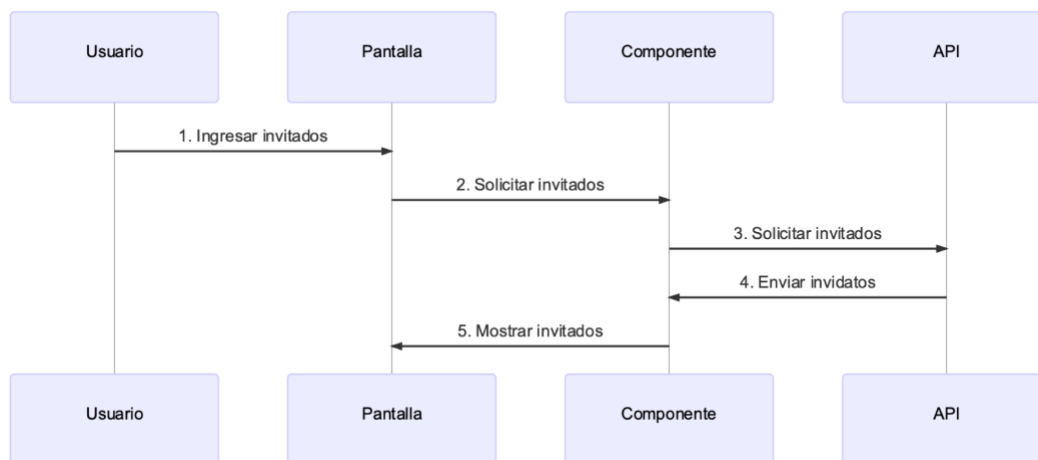 Usuario
Pantalla
Componente
API
1. Ingresar invitados
2. Solicitar invitados
3. Solicitar invitados
4. Enviar invidatos
5. Mostrar invitados
Usuario
Pantalla
Componente
API